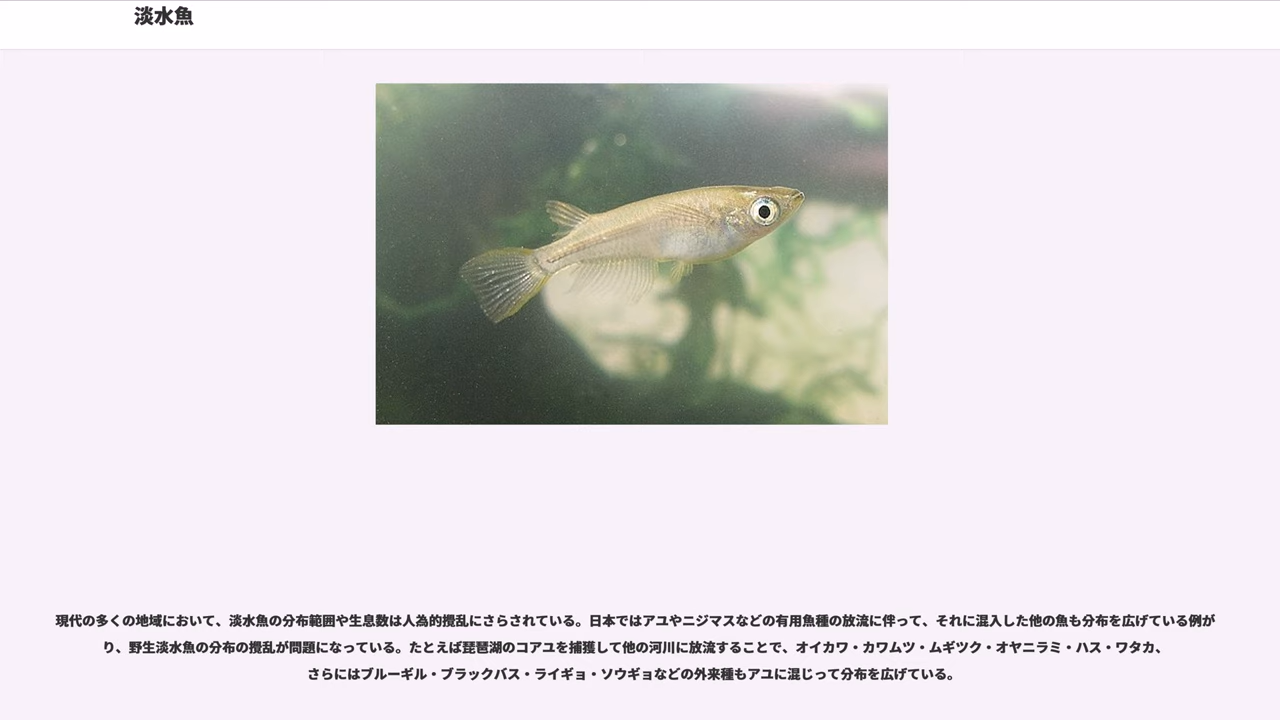 淡水魚
現代の多くの地域において、淡水魚の分布範囲や生息数は人為的攪乱にさらされている。日本ではアユやニジマスなどの有用魚種の放流に伴って、それに混入した他の魚も分布を広げている例が
り、野生淡水魚の分布の攪乱が問題になっている。たとえば琵琶湖のコアユを捕獲して他の河川に放流することで、オイカワ・カワムツ・ムギツク・オヤニラミ・ハス・ワタカ、
さらにはブルーギル・ブラックバス・ライギョ・ソウギョなどの外来種もアユに混じって分布を広げている。